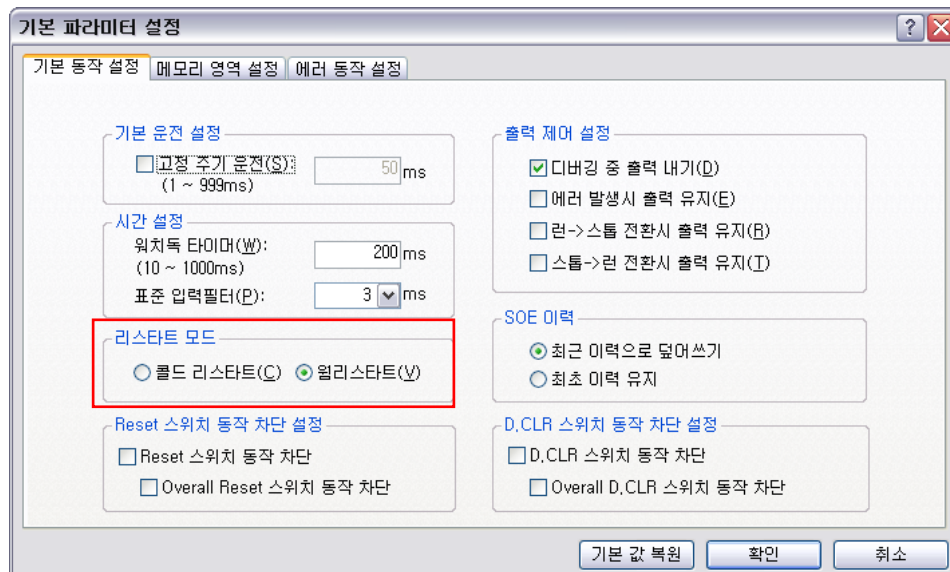 기본 파라미터 설정
기본 동작 설정 메모리 영역 설정 에러 동작 설정
기본 운전 설정
고정 주기 운전(S): 50 ms
(1 ~ 999ms)
시간 설정
워치독 타이머(W): 200 ms
(10 ~ 1000ms)
표준 입력필터(P): 3 ms
리스타트 모드
콜드 리스타트(C) 웜리스타트(V)
Reset 스위치 동작 차단 설정
Reset 스위치 동작 차단
Overall Reset 스위치 동작 차단
출력 제어 설정
디버깅 중 출력 내기(D)
에러 발생시 출력 유지(E)
런->스톱 전환시 출력 유지(R)
스톱->런 전환시 출력 유지(T)
SOE 이력
최근 이력으로 덮어쓰기
최초 이력 유지
D.CLR 스위치 동작 차단 설정
D.CLR 스위치 동작 차단
Overall D.CLR 스위치 동작 차단
기본 값 복원 확인 취소